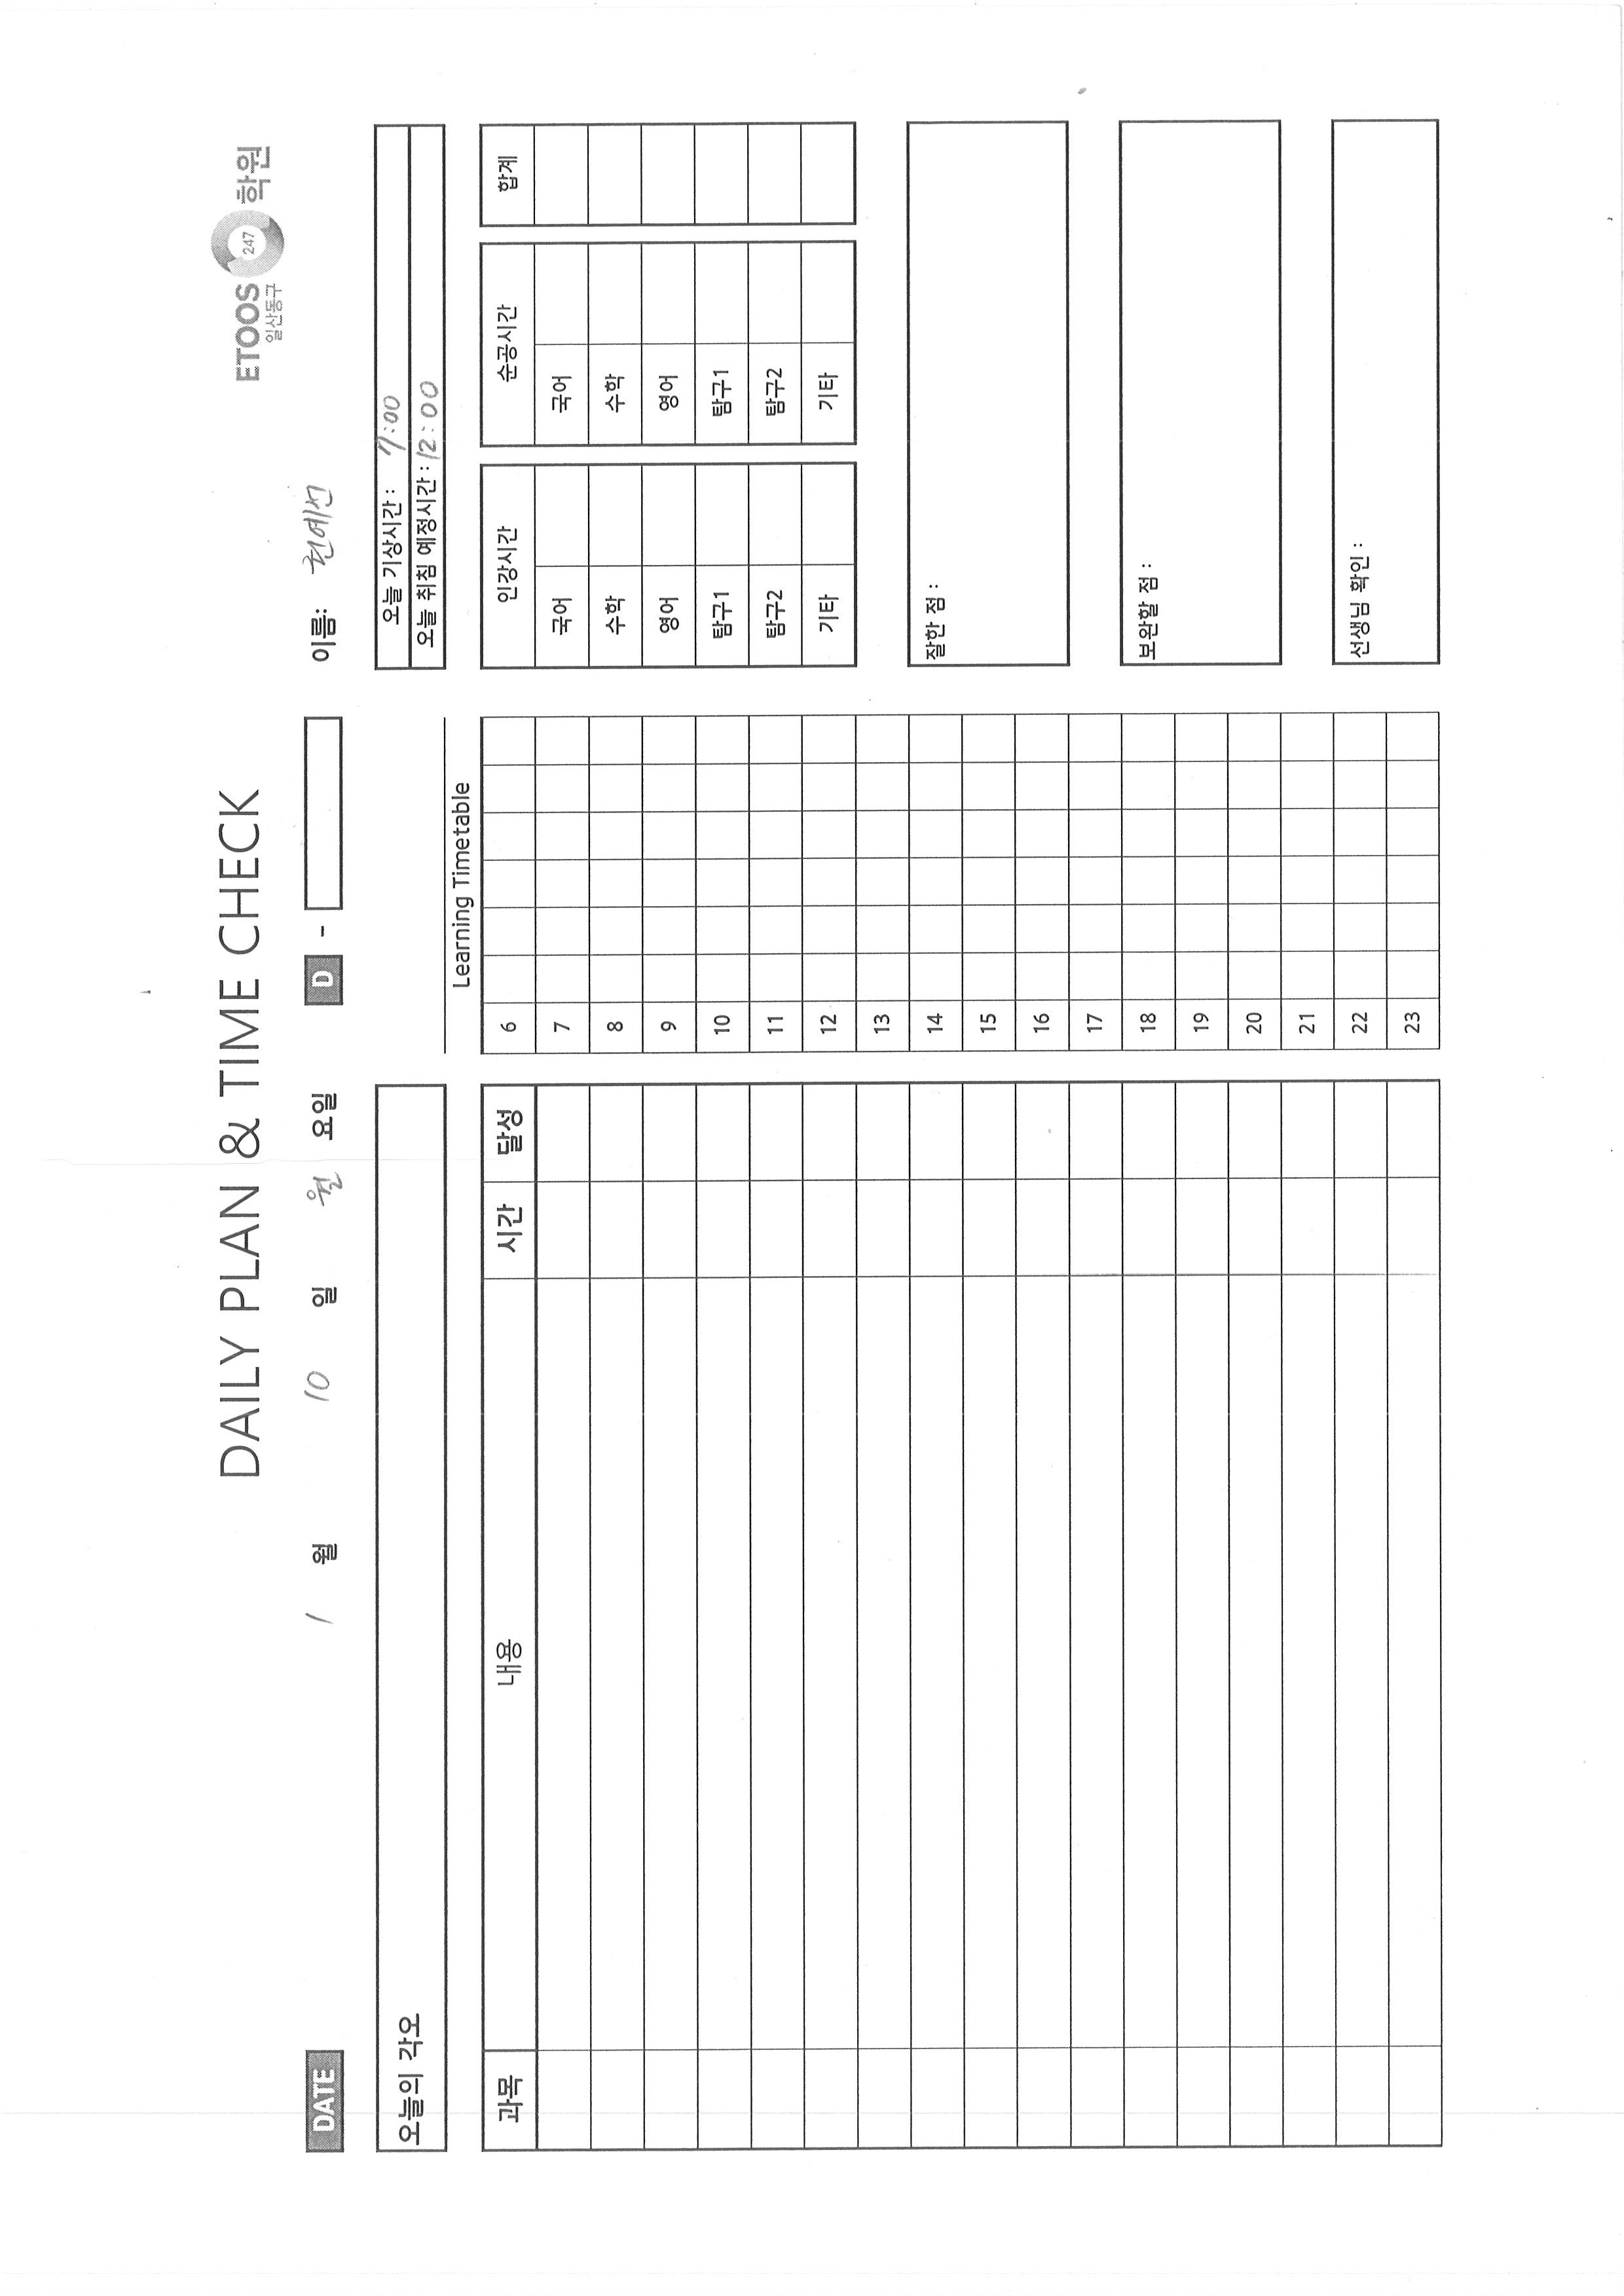 DAILY PLAN & TIME CHECK
ETOOS 247 학원
일산동구
DATE 1 월 10 일 월 요일 D - 이름: 천예선
오늘의 각오
오늘 기상시간 : 7:00
오늘 취침 예정시간 : 12:00
Learning Timetable
과목 내용 시간 달성
6
7
8
9
10
11
12
13
14
15
16
17
18
19
20
21
22
23
인강시간 순공시간 합계
국어 국어
수학 수학
영어 영어
탐구1 탐구1
탐구2 탐구2
기타 기타
잘한 점 :
보완할 점 :
선생님 확인 :